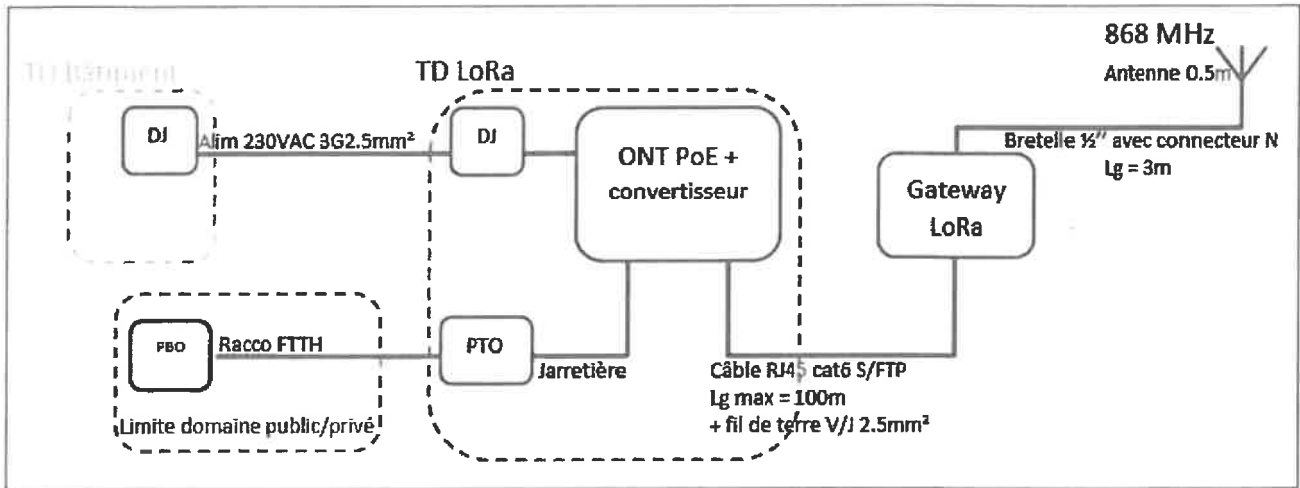 868 MHz
Antenne 0.5m
TD Bâtiment
TD LoRa
DJ
Alim 230VAC 3G2.5mm²
DJ
ONT PoE +
convertisseur
Bretelle ½'' avec connecteur N
Lg = 3m
Gateway
LoRa
PBO
Racco FTTH
PTO
Jarretière
Câble RJ45 cat6 S/FTP
Lg max = 100m
+ fil de terre V/J 2.5mm²
Limite domaine public/privé